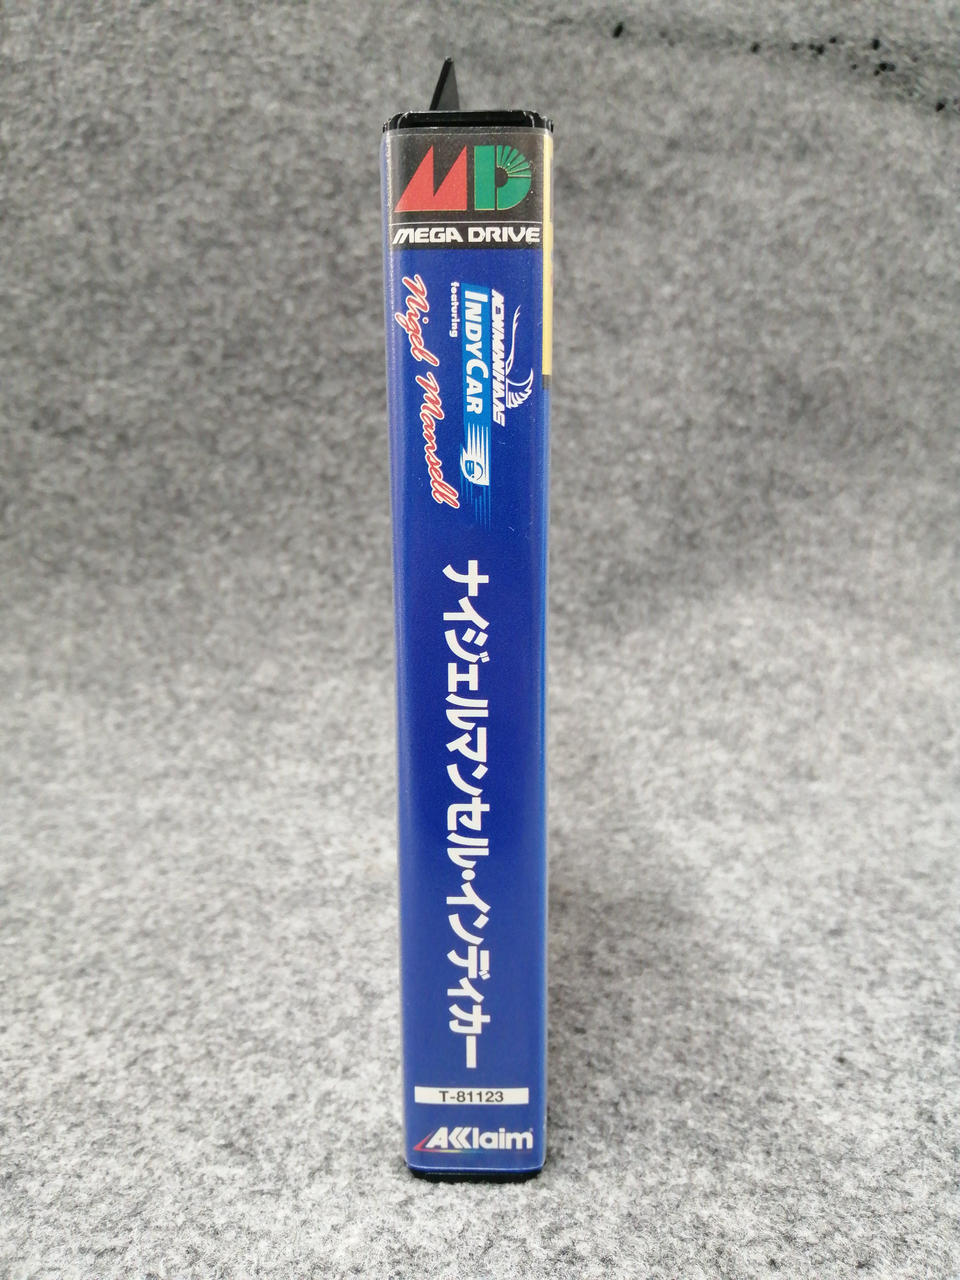 MD
MEGA DRIVE
NEWMAN HAAS
INDYCAR
featuring
Nigel Mansell
ナイジェルマンセル・インディカー
T-81123
AKKlaim